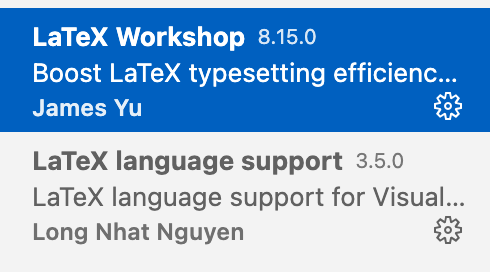 LaTeX Workshop 8.15.0
Boost LaTeX typesetting efficienc...
James Yu
LaTeX language support 3.5.0
LaTeX language support for Visual...
Long Nhat Nguyen